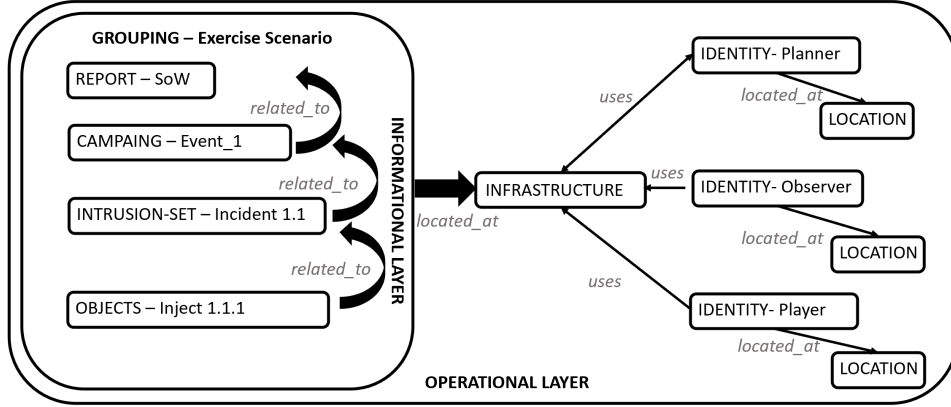 GROUPING – Exercise Scenario
REPORT – SoW
related_to
CAMPAING – Event_1
related_to
INTRUSION-SET – Incident 1.1
related_to
OBJECTS – Inject 1.1.1
INFORMATIONAL LAYER
located_at
INFRASTRUCTURE
IDENTITY- Planner
uses
located_at
LOCATION
uses
IDENTITY- Observer
located_at
LOCATION
uses
IDENTITY- Player
located_at
LOCATION
OPERATIONAL LAYER